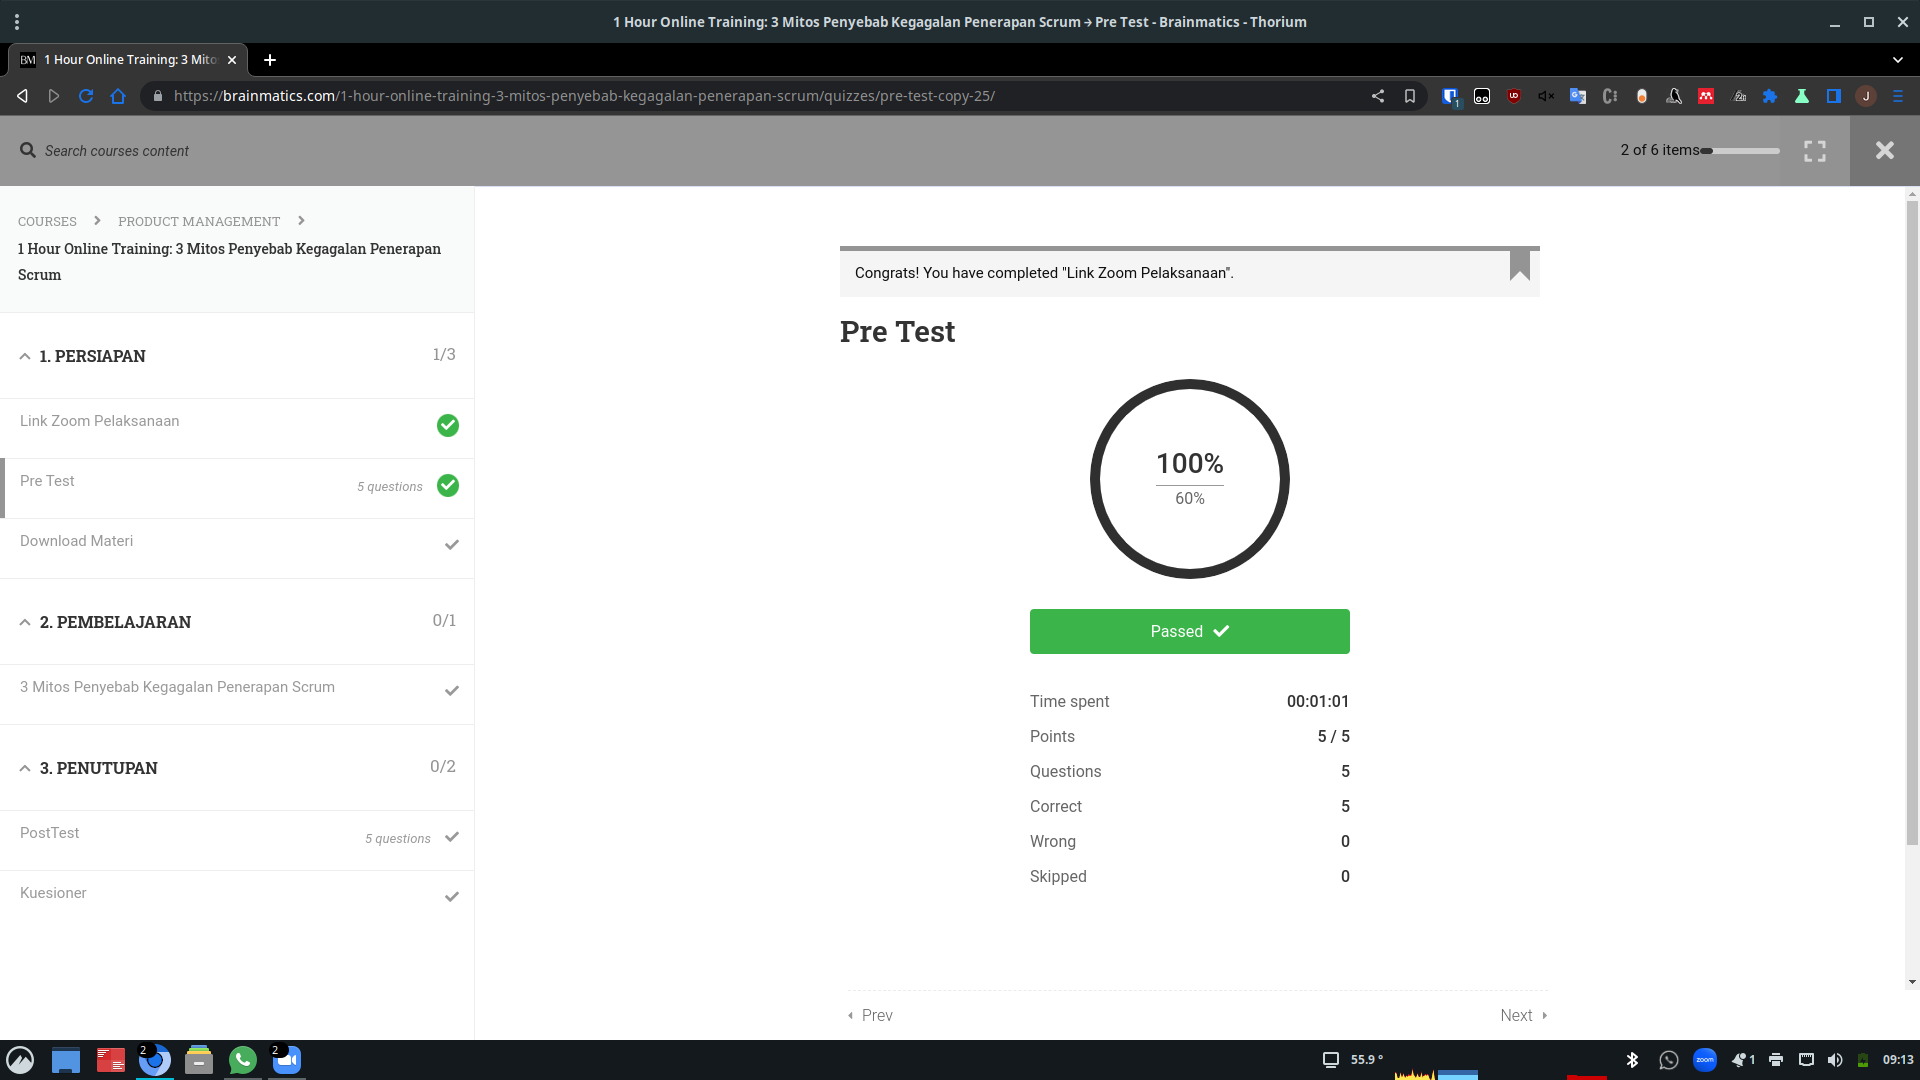 1 Hour Online Training: 3 Mitos Penyebab Kegagalan Penerapan Scrum → Pre Test - Brainmatics - Thorium
BM 1 Hour Online Training: 3 Mito
https://brainmatics.com/1-hour-online-training-3-mitos-penyebab-kegagalan-penerapan-scrum/quizzes/pre-test-copy-25/
1
J
Search courses content
2 of 6 items
COURSES
PRODUCT MANAGEMENT
1 Hour Online Training: 3 Mitos Penyebab Kegagalan Penerapan
Scrum
1. PERSIAPAN 1/3
Link Zoom Pelaksanaan
Pre Test 5 questions
Download Materi
2. PEMBELAJARAN 0/1
3 Mitos Penyebab Kegagalan Penerapan Scrum
3. PENUTUPAN 0/2
PostTest 5 questions
Kuesioner
Congrats! You have completed "Link Zoom Pelaksanaan".
Pre Test
100%
60%
Passed
Time spent 00:01:01
Points 5 / 5
Questions 5
Correct 5
Wrong 0
Skipped 0
Prev
Next
2
2
55.9 °
zoom
1
09:13